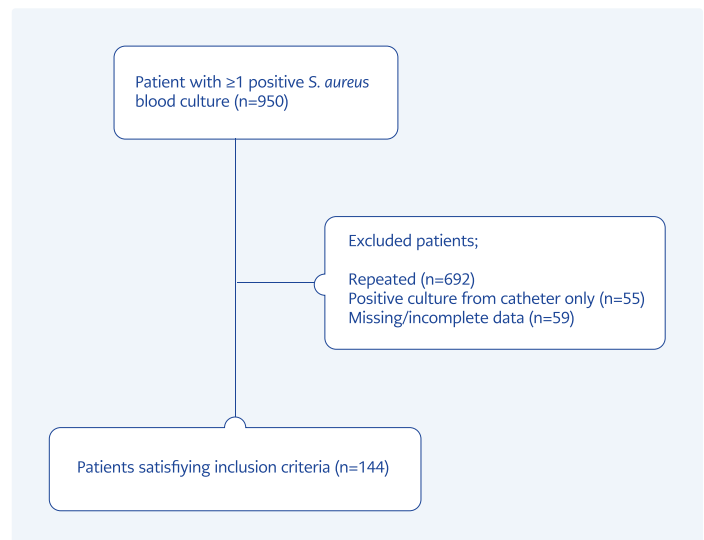 Patient with ≥1 positive S. aureus
blood culture (n=950)
Excluded patients;
Repeated (n=692)
Positive culture from catheter only (n=55)
Missing/incomplete data (n=59)
Patients satisfiying inclusion criteria (n=144)